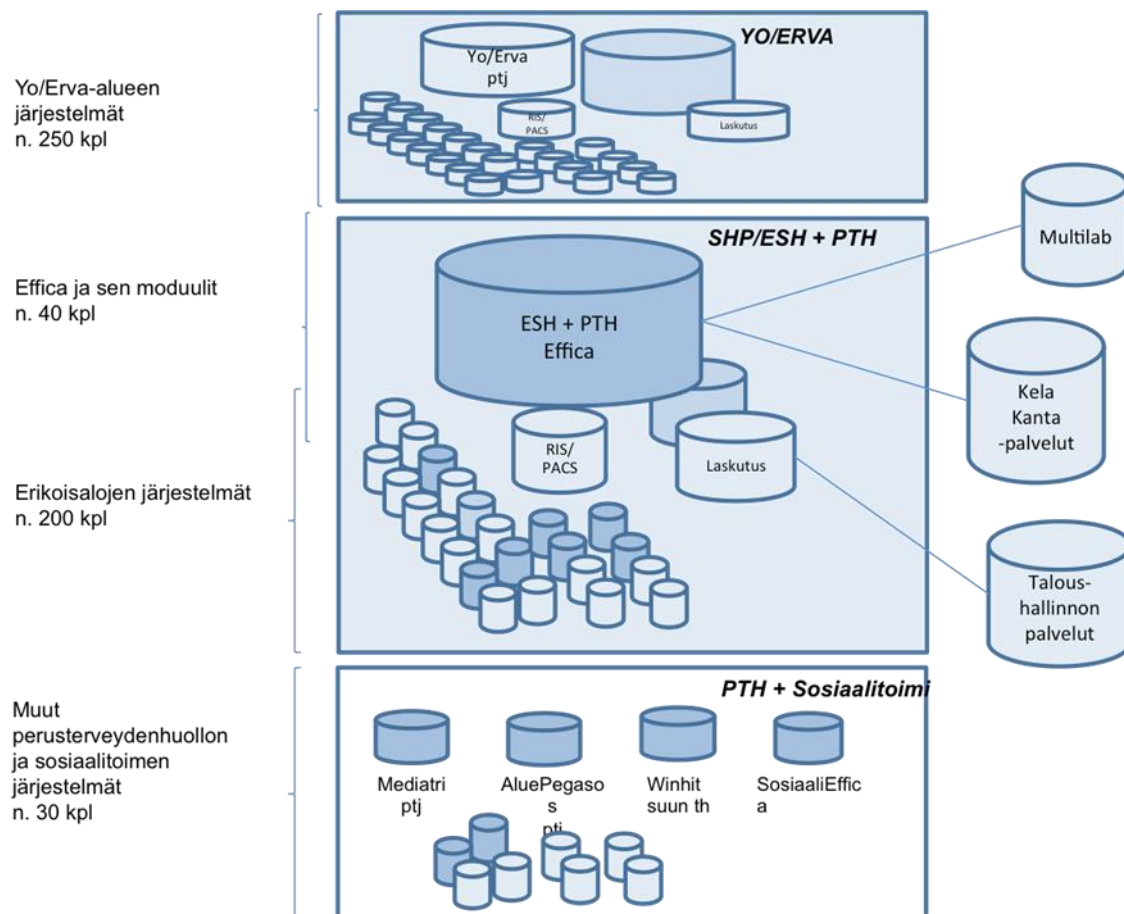 YO/ERVA
Yo/Erva
ptj
RIS/
PACS
Laskutus
Yo/Erva-alueen
järjestelmät
n. 250 kpl
SHP/ESH + PTH
ESH + PTH
Effica
RIS/
PACS
Laskutus
Effica ja sen moduulit
n. 40 kpl
Erikoisalojen järjestelmät
n. 200 kpl
Multilab
Kela
Kanta
-palvelut
Talous-
hallinnon
palvelut
PTH + Sosiaalitoimi
Mediatri
ptj
AluePegaso
s
ptj
Winhit
suun th
SosiaaliEffic
a
Muut
perusterveydenhuollon
ja sosiaalitoimen
järjestelmät
n. 30 kpl